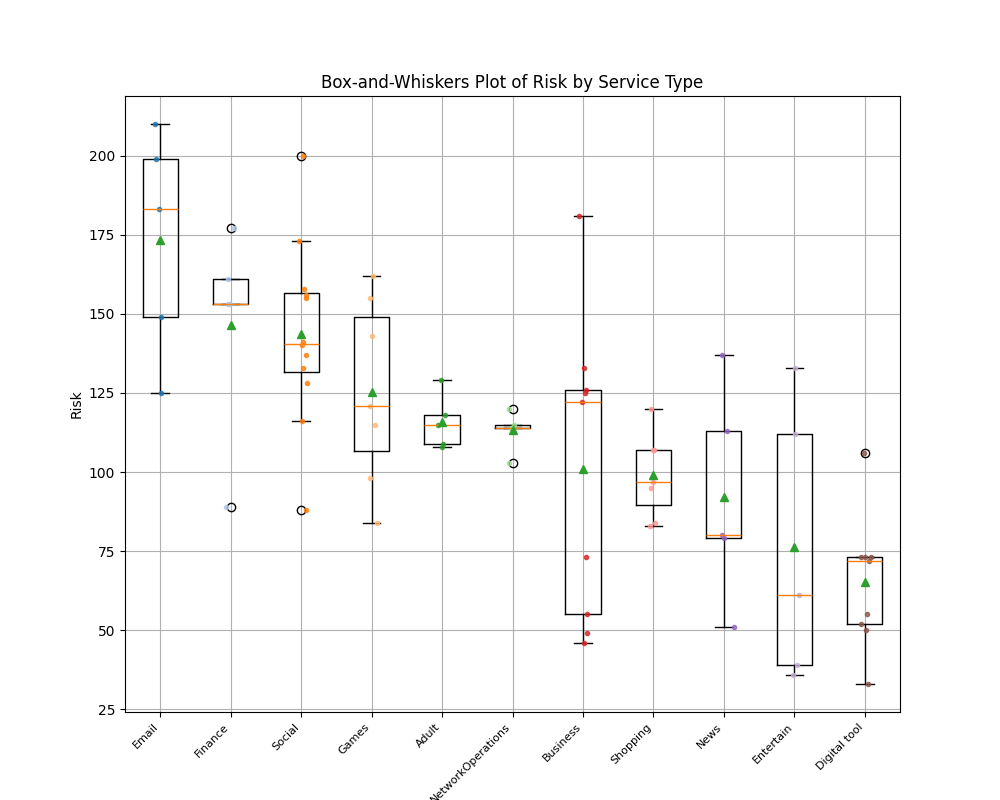 Box-and-Whiskers Plot of Risk by Service Type
Risk
200
175
150
125
100
75
50
25
Email
Finance
Social
Games
Adult
NetworkOperations
Business
Shopping
News
Entertain
Digital tool